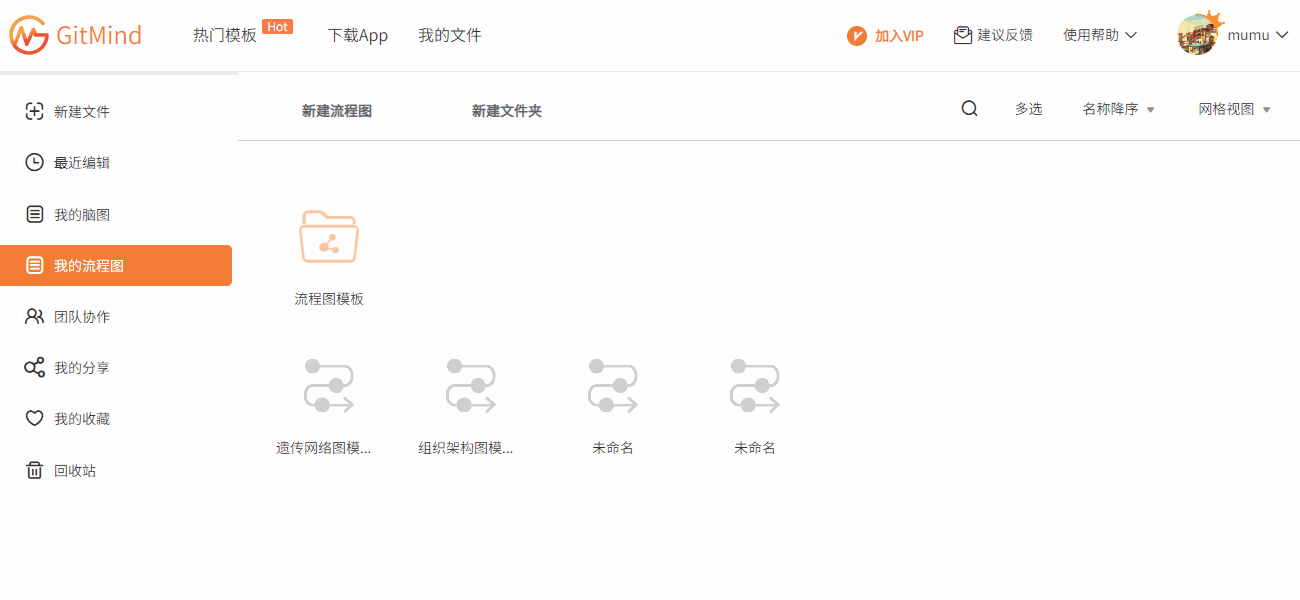 GitMind 热门模板 Hot 下载App 我的文件 加入VIP 建议反馈 使用帮助 mumu
新建文件
最近编辑
我的脑图
我的流程图
团队协作
我的分享
我的收藏
回收站
新建流程图 新建文件夹 多选 名称降序 网格视图
流程图模板
遗传网络图模... 组织架构图模... 未命名 未命名